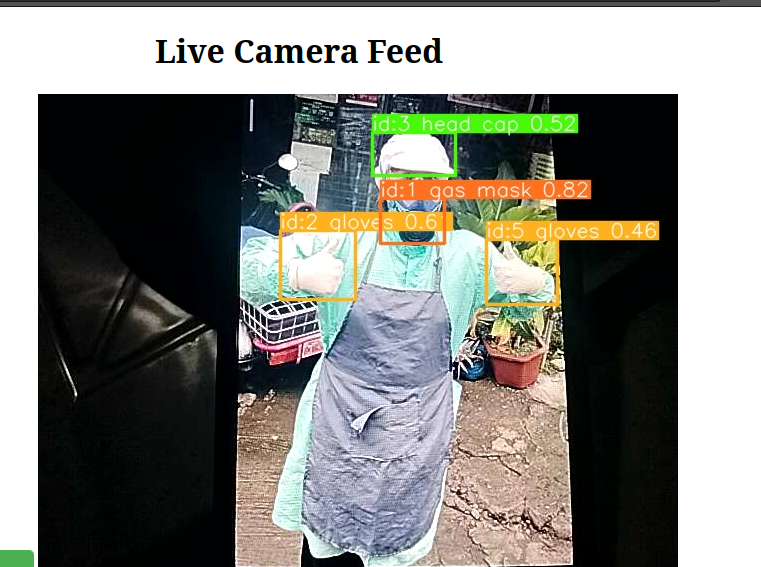 Live Camera Feed
id:3 head cap 0.52
id:1 gas mask 0.82
id:2 gloves 0.6
id:5 gloves 0.46